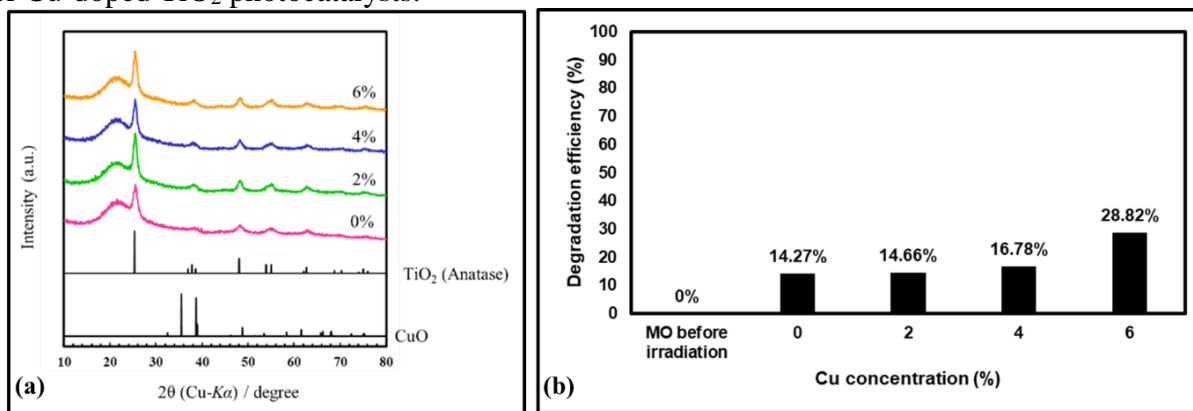 of Cu-doped TiO₂ photocatalysts.
Intensity (a.u.)
6%
4%
2%
0%
TiO₂ (Anatase)
CuO
10 20 30 40 50 60 70 80
2θ (Cu-Kα) / degree
(a)
Degradation efficiency (%)
100
90
80
70
60
50
40
30
20
10
0
0%
14.27%
14.66%
16.78%
28.82%
MO before irradiation
0
2
4
6
Cu concentration (%)
(b)